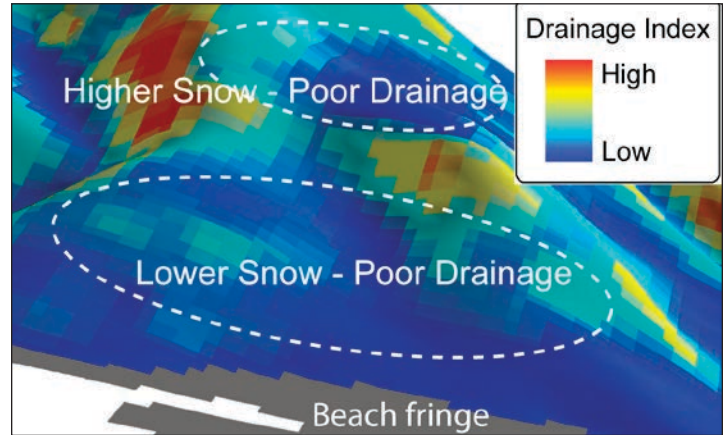 Drainage Index
High
Low
Higher Snow - Poor Drainage
Lower Snow - Poor Drainage
Beach fringe